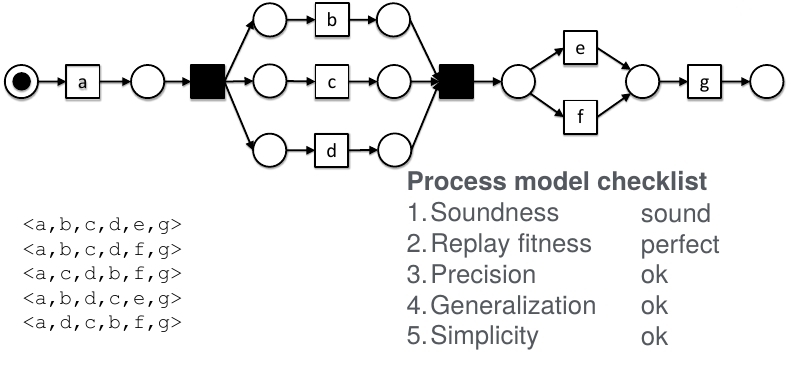 b
e
a
c
g
f
d
Process model checklist
1. Soundness sound
2. Replay fitness perfect
3. Precision ok
4. Generalization ok
5. Simplicity ok
<a,b,c,d,e,g>
<a,b,c,d,f,g>
<a,c,d,b,f,g>
<a,b,d,c,e,g>
<a,d,c,b,f,g>